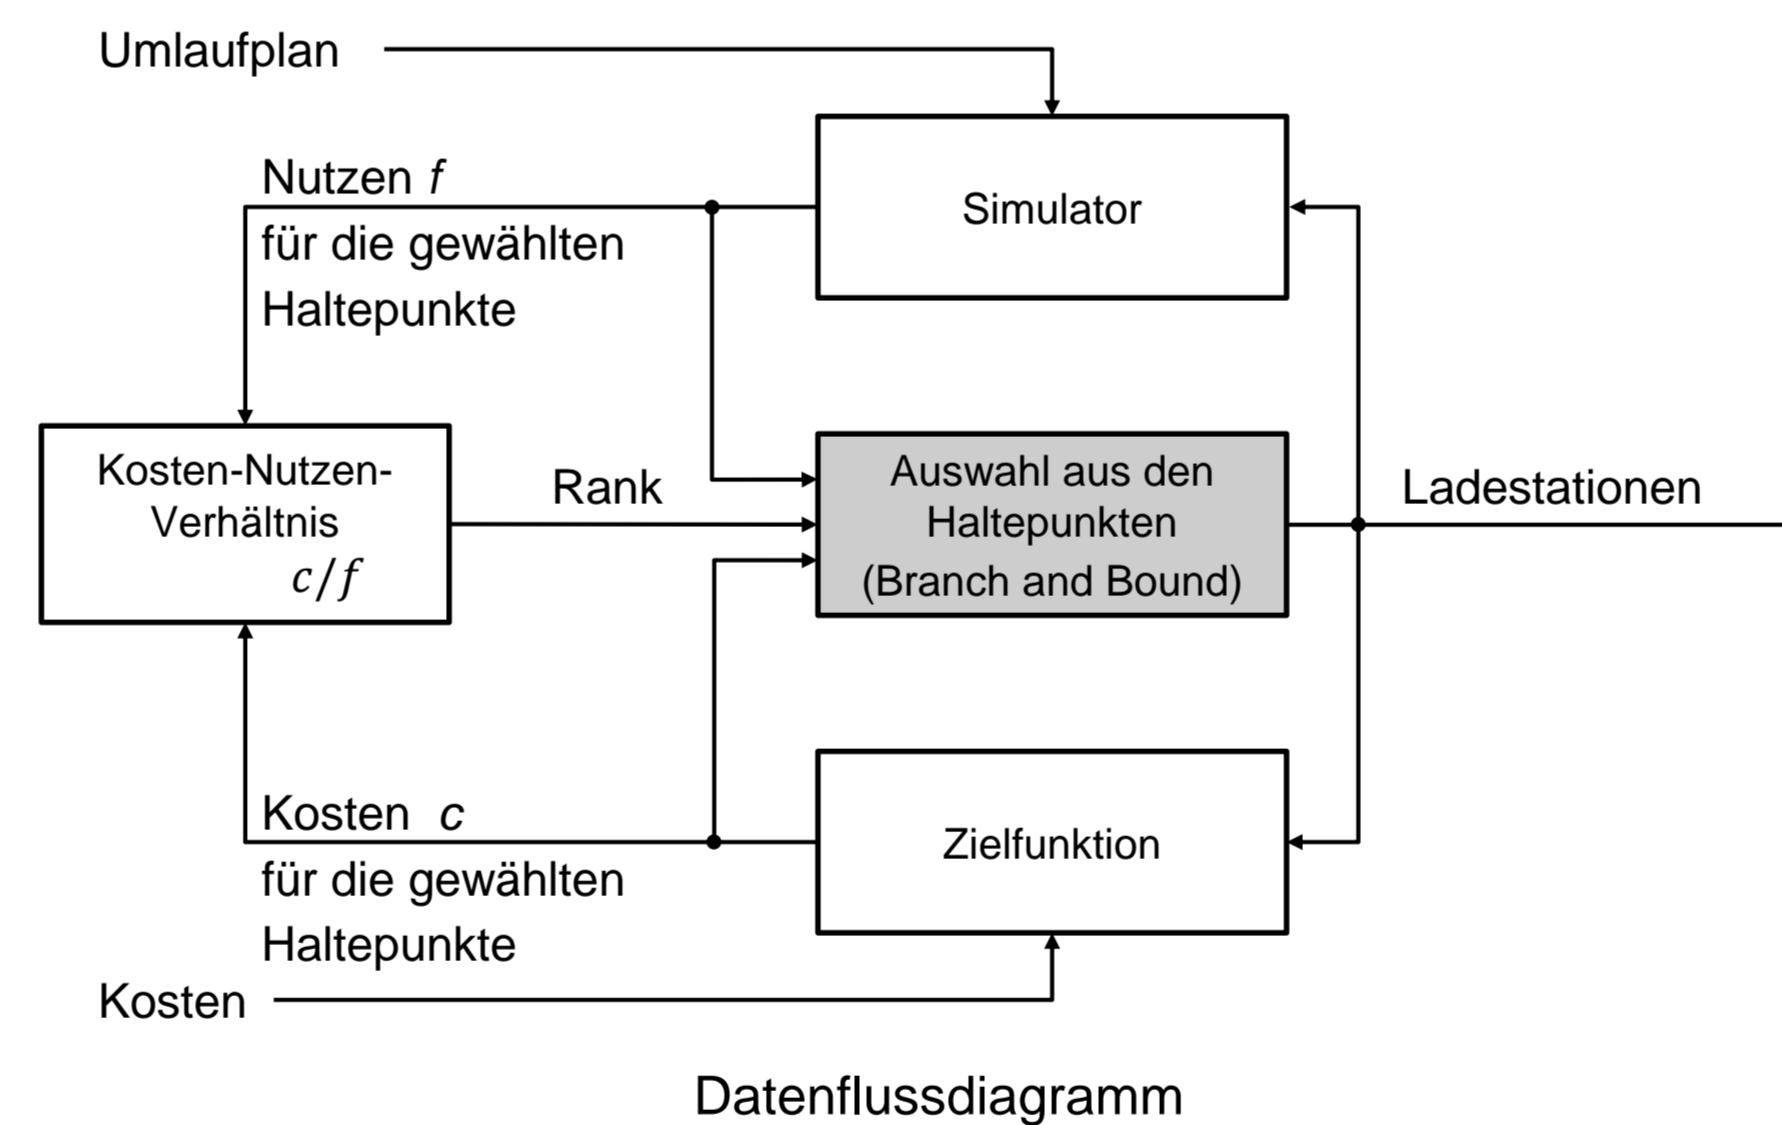 Umlaufplan
Nutzen f
für die gewählten
Haltepunkte
Simulator
Kosten-Nutzen-
Verhältnis
c/f
Rank
Auswahl aus den
Haltepunkten
(Branch and Bound)
Ladestationen
Kosten c
für die gewählten
Haltepunkte
Zielfunktion
Kosten
Datenflussdiagramm